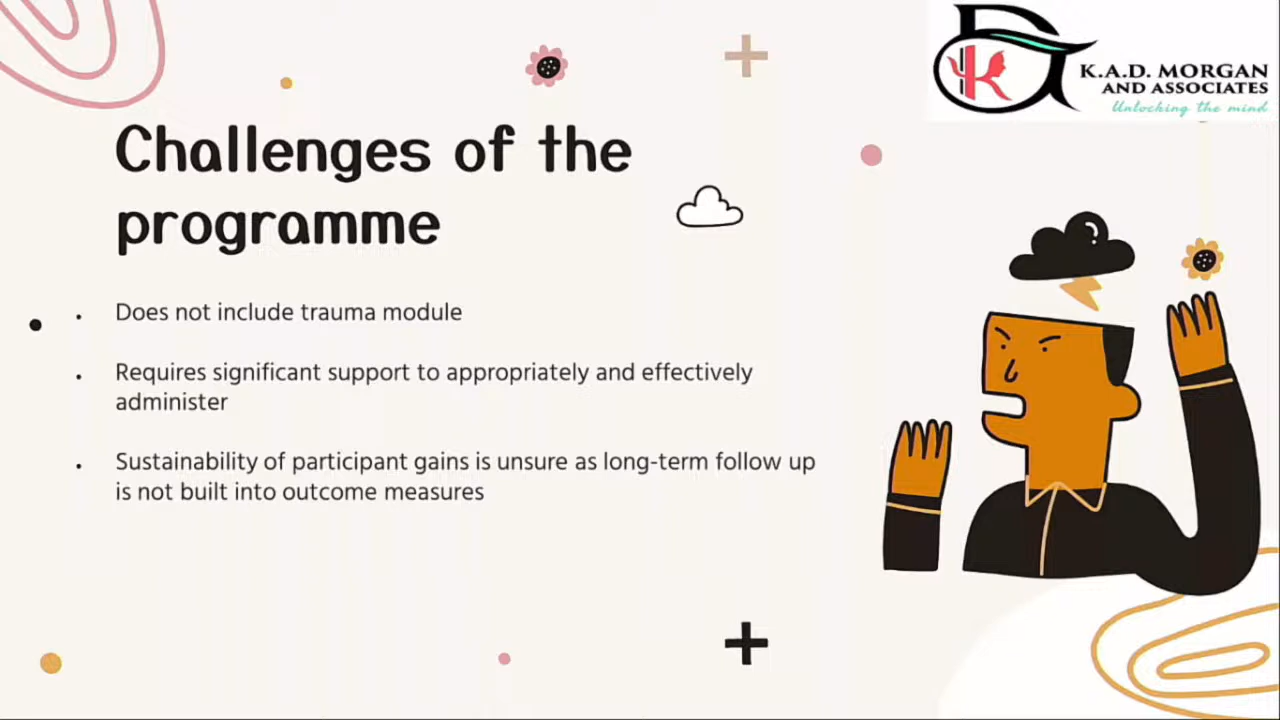 K.A.D. MORGAN
AND ASSOCIATES
Unlocking the mind
Challenges of the
programme
Does not include trauma module
Requires significant support to appropriately and effectively
administer
Sustainability of participant gains is unsure as long-term follow up
is not built into outcome measures